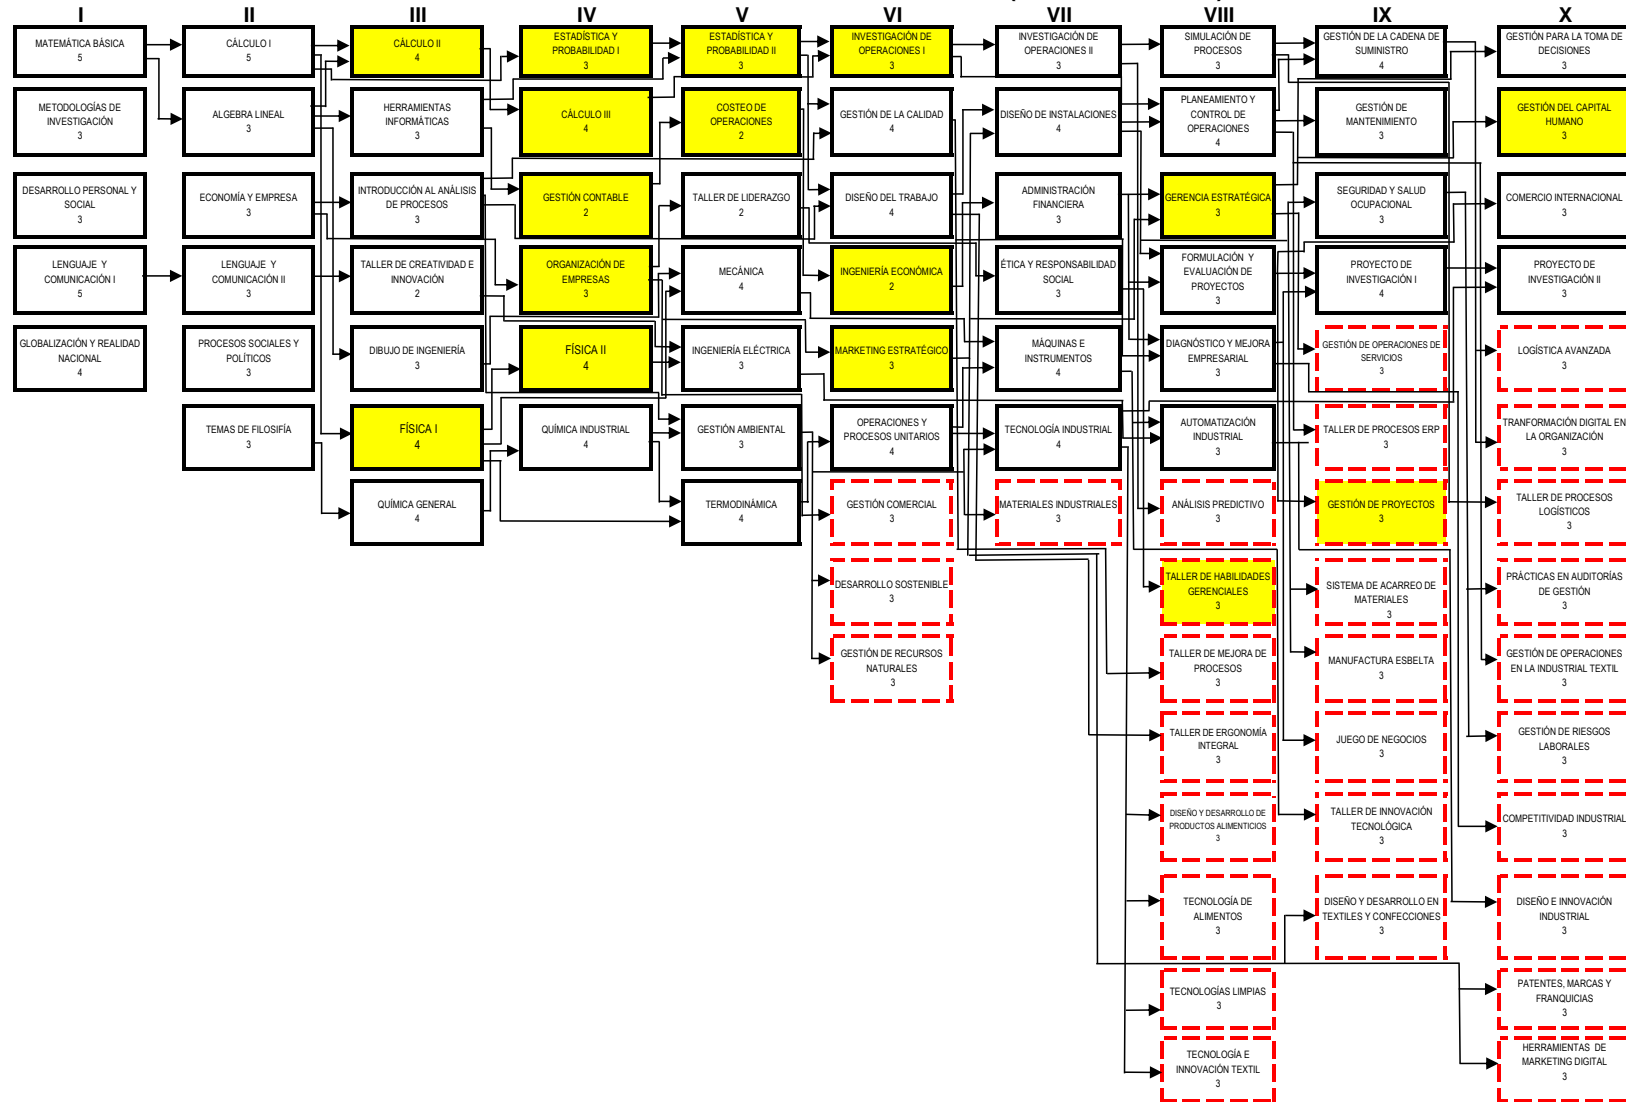 I
II
III
IV
V
VI
VII
VIII
IX
X
MATEMÁTICA BÁSICA
5
METODOLOGÍAS DE
INVESTIGACIÓN
3
DESARROLLO PERSONAL Y
SOCIAL
3
LENGUAJE Y
COMUNICACIÓN I
5
GLOBALIZACIÓN Y REALIDAD
NACIONAL
4
CÁLCULO I
5
ALGEBRA LINEAL
3
ECONOMÍA Y EMPRESA
3
LENGUAJE Y
COMUNICACIÓN II
3
PROCESOS SOCIALES Y
POLÍTICOS
3
TEMAS DE FILOSIFÍA
3
CÁLCULO II
4
HERRAMIENTAS
INFORMÁTICAS
3
INTRODUCCIÓN AL ANÁLISIS
DE PROCESOS
3
TALLER DE CREATIVIDAD E
INNOVACIÓN
2
DIBUJO DE INGENIERÍA
3
FÍSICA I
4
QUÍMICA GENERAL
4
ESTADÍSTICA Y
PROBABILIDAD I
3
CÁLCULO III
4
GESTIÓN CONTABLE
2
ORGANIZACIÓN DE
EMPRESAS
3
FÍSICA II
4
QUÍMICA INDUSTRIAL
4
ESTADÍSTICA Y
PROBABILIDAD II
3
COSTEO DE
OPERACIONES
2
TALLER DE LIDERAZGO
2
MECÁNICA
4
INGENIERÍA ELÉCTRICA
3
GESTIÓN AMBIENTAL
3
TERMODINÁMICA
4
INVESTIGACIÓN DE
OPERACIONES I
3
GESTIÓN DE LA CALIDAD
4
DISEÑO DEL TRABAJO
4
INGENIERÍA ECONÓMICA
2
MARKETING ESTRATÉGICO
3
OPERACIONES Y
PROCESOS UNITARIOS
4
GESTIÓN COMERCIAL
3
DESARROLLO SOSTENIBLE
3
GESTIÓN DE RECURSOS
NATURALES
3
INVESTIGACIÓN DE
OPERACIONES II
3
DISEÑO DE INSTALACIONES
4
ADMINISTRACIÓN
FINANCIERA
3
ÉTICA Y RESPONSABILIDAD
SOCIAL
3
MÁQUINAS E
INSTRUMENTOS
4
TECNOLOGÍA INDUSTRIAL
4
MATERIALES INDUSTRIALES
3
SIMULACIÓN DE
PROCESOS
3
PLANEAMIENTO Y
CONTROL DE
OPERACIONES
4
GERENCIA ESTRATÉGICA
3
FORMULACIÓN Y
EVALUACIÓN DE
PROYECTOS
3
DIAGNÓSTICO Y MEJORA
EMPRESARIAL
3
AUTOMATIZACIÓN
INDUSTRIAL
3
ANÁLISIS PREDICTIVO
3
TALLER DE HABILIDADES
GERENCIALES
3
TALLER DE MEJORA DE
PROCESOS
3
TALLER DE ERGONOMÍA
INTEGRAL
3
DISEÑO Y DESARROLLO DE
PRODUCTOS ALIMENTICIOS
3
TECNOLOGÍA DE
ALIMENTOS
3
TECNOLOGÍAS LIMPIAS
3
TECNOLOGÍA E
INNOVACIÓN TEXTIL
3
GESTIÓN DE LA CADENA DE
SUMINISTRO
4
GESTIÓN DE
MANTENIMIENTO
3
SEGURIDAD Y SALUD
OCUPACIONAL
3
PROYECTO DE
INVESTIGACIÓN I
4
GESTIÓN DE OPERACIONES DE
SERVICIOS
3
TALLER DE PROCESOS ERP
3
GESTIÓN DE PROYECTOS
3
SISTEMA DE ACARREO DE
MATERIALES
3
MANUFACTURA ESBELTA
3
JUEGO DE NEGOCIOS
3
TALLER DE INNOVACIÓN
TECNOLÓGICA
3
DISEÑO Y DESARROLLO EN
TEXTILES Y CONFECCIONES
3
GESTIÓN PARA LA TOMA DE
DECISIONES
3
GESTIÓN DEL CAPITAL
HUMANO
3
COMERCIO INTERNACIONAL
3
PROYECTO DE
INVESTIGACIÓN II
3
LOGÍSTICA AVANZADA
3
TRANFORMACIÓN DIGITAL EN
LA ORGANIZACIÓN
3
TALLER DE PROCESOS
LOGÍSTICOS
3
PRÁCTICAS EN AUDITORÍAS
DE GESTIÓN
3
GESTIÓN DE OPERACIONES
EN LA INDUSTRIAL TEXTIL
3
GESTIÓN DE RIESGOS
LABORALES
3
COMPETITIVIDAD INDUSTRIAL
3
DISEÑO E INNOVACIÓN
INDUSTRIAL
3
PATENTES, MARCAS Y
FRANQUICIAS
3
HERRAMIENTAS DE
MARKETING DIGITAL
3